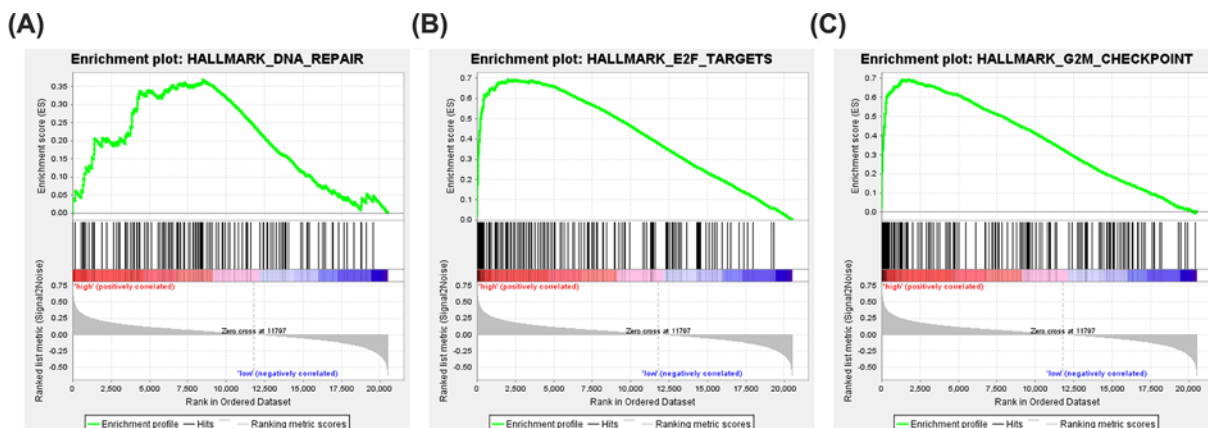 (A)
Enrichment plot: HALLMARK_DNA_REPAIR
Enrichment score (ES)
0.35
0.30
0.25
0.20
0.15
0.10
0.05
0.00
'high' (positively correlated)
Ranked list metric (Signal2Noise)
0.75
0.50
0.25
0.00
-0.25
-0.50
Zero cross at 11797
'low' (negatively correlated)
0 2,500 5,000 7,500 10,000 12,500 15,000 17,500 20,000
Rank in Ordered Dataset
Enrichment profile Hits Ranking metric scores
(B)
Enrichment plot: HALLMARK_E2F_TARGETS
Enrichment score (ES)
0.7
0.6
0.5
0.4
0.3
0.2
0.1
0.0
'high' (positively correlated)
Ranked list metric (Signal2Noise)
0.75
0.50
0.25
0.00
-0.25
-0.50
Zero cross at 11797
'low' (negatively correlated)
0 2,500 5,000 7,500 10,000 12,500 15,000 17,500 20,000
Rank in Ordered Dataset
Enrichment profile Hits Ranking metric scores
(C)
Enrichment plot: HALLMARK_G2M_CHECKPOINT
Enrichment score (ES)
0.7
0.6
0.5
0.4
0.3
0.2
0.1
0.0
'high' (positively correlated)
Ranked list metric (Signal2Noise)
0.75
0.50
0.25
0.00
-0.25
-0.50
Zero cross at 11797
'low' (negatively correlated)
0 2,500 5,000 7,500 10,000 12,500 15,000 17,500 20,000
Rank in Ordered Dataset
Enrichment profile Hits Ranking metric scores